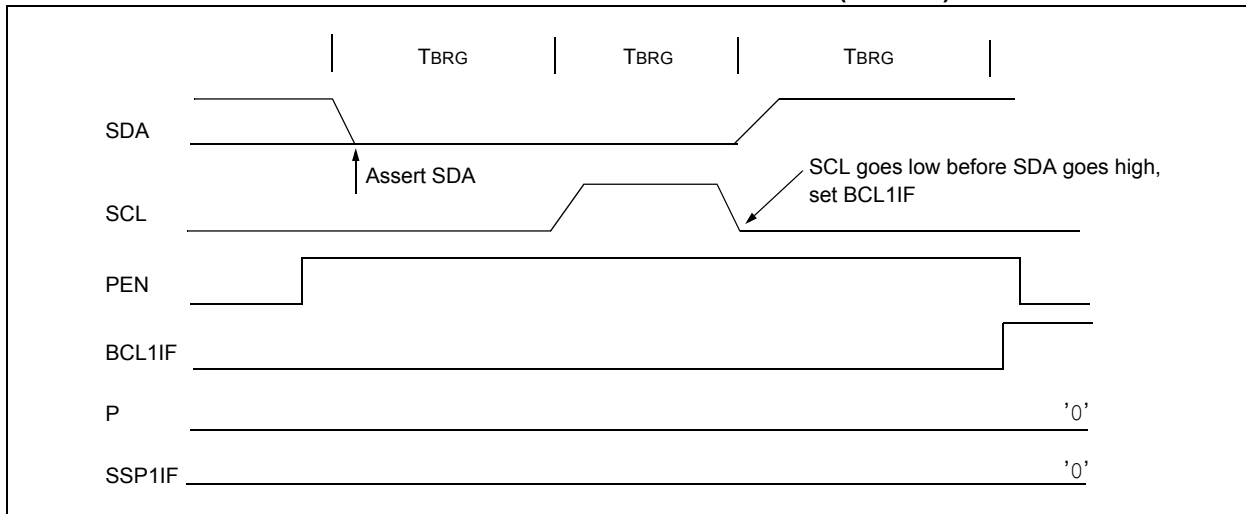 TBRG TBRG TBRG
SDA
Assert SDA
SCL goes low before SDA goes high,
set BCL1IF
SCL
PEN
BCL1IF
P '0'
SSP1IF '0'